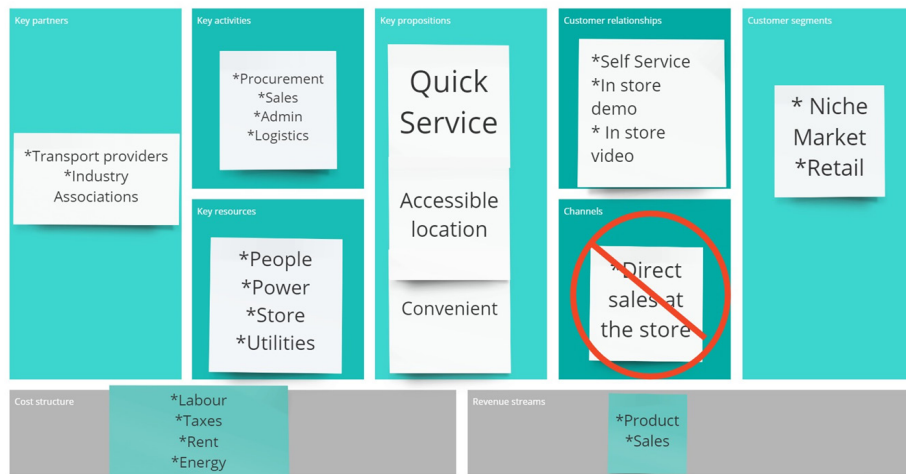 Key partners
*Transport providers
*Industry
Associations
Key activities
*Procurement
*Sales
*Admin
*Logistics
Key resources
*People
*Power
*Store
*Utilities
Key propositions
Quick
Service
Accessible
location
Convenient
Customer relationships
*Self Service
*In store
demo
* In store
video
Channels
*Direct
sales at
the store
Customer segments
* Niche
Market
*Retail
Cost structure
*Labour
*Taxes
*Rent
*Energy
Revenue streams
*Product
*Sales